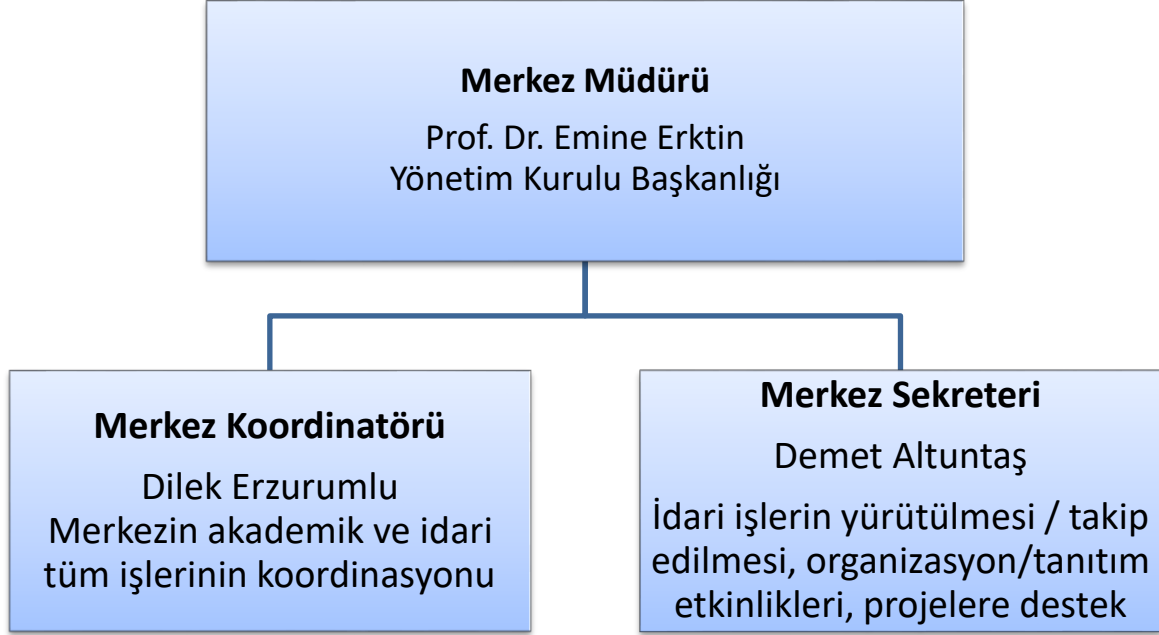 Merkez Müdürü
Prof. Dr. Emine Erktin
Yönetim Kurulu Başkanlığı
Merkez Koordinatörü
Dilek Erzurumlu
Merkezin akademik ve idari
tüm işlerinin koordinasyonu
Merkez Sekreteri
Demet Altuntaş
İdari işlerin yürütülmesi / takip
edilmesi, organizasyon/tanıtım
etkinlikleri, projelere destek